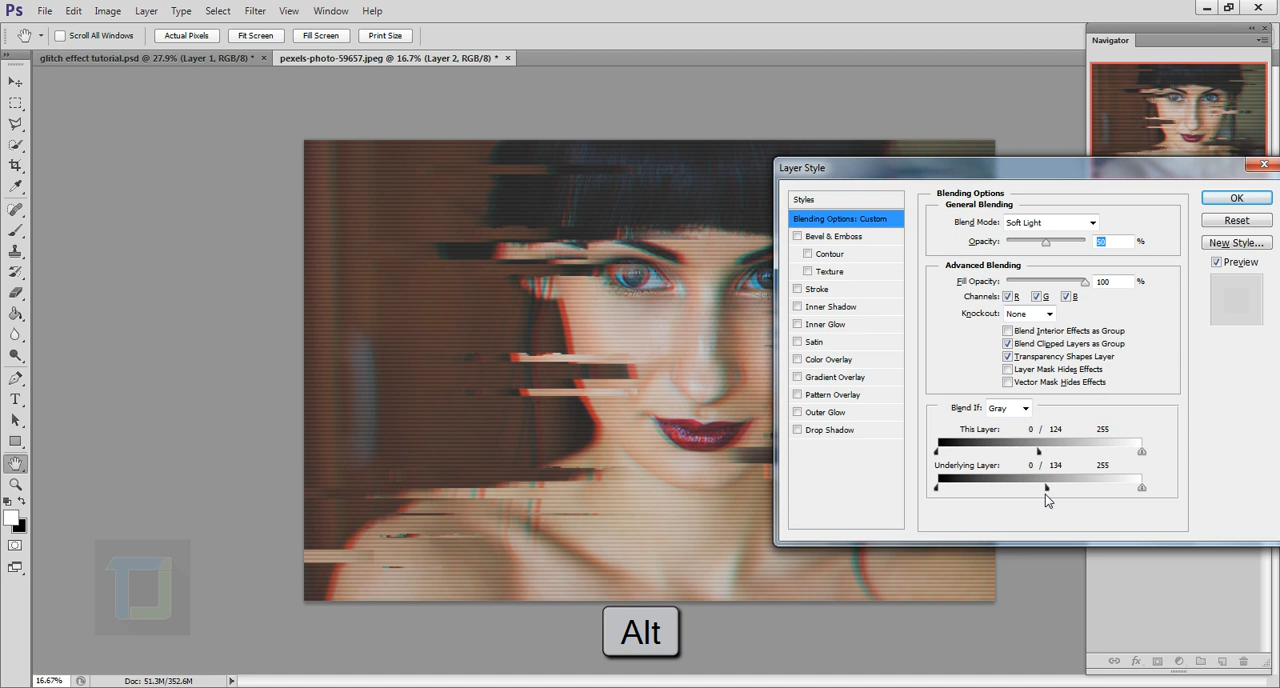 Ps File Edit Image Layer Type Select Filter View Window Help
Scroll All Windows Actual Pixels Fit Screen Fill Screen Print Size
glitch effect tutorial.psd @ 27.9% (Layer 1, RGB/8) * × pexels-photo-59657.jpeg @ 16.7% (Layer 2, RGB/8) * ×
Navigator
Layer Style
Styles
Blending Options: Custom
Bevel & Emboss
Contour
Texture
Stroke
Inner Shadow
Inner Glow
Satin
Color Overlay
Gradient Overlay
Pattern Overlay
Outer Glow
Drop Shadow
Blending Options
General Blending
Blend Mode: Soft Light
Opacity: 50 %
Advanced Blending
Fill Opacity: 100 %
Channels: R G B
Knockout: None
Blend Interior Effects as Group
Blend Clipped Layers as Group
Transparency Shapes Layer
Layer Mask Hides Effects
Vector Mask Hides Effects
Blend If: Gray
This Layer: 0 / 124 255
Underlying Layer: 0 / 134 255
OK
Reset
New Style...
Preview
Alt
16.67% Doc: 51.3M/352.6M